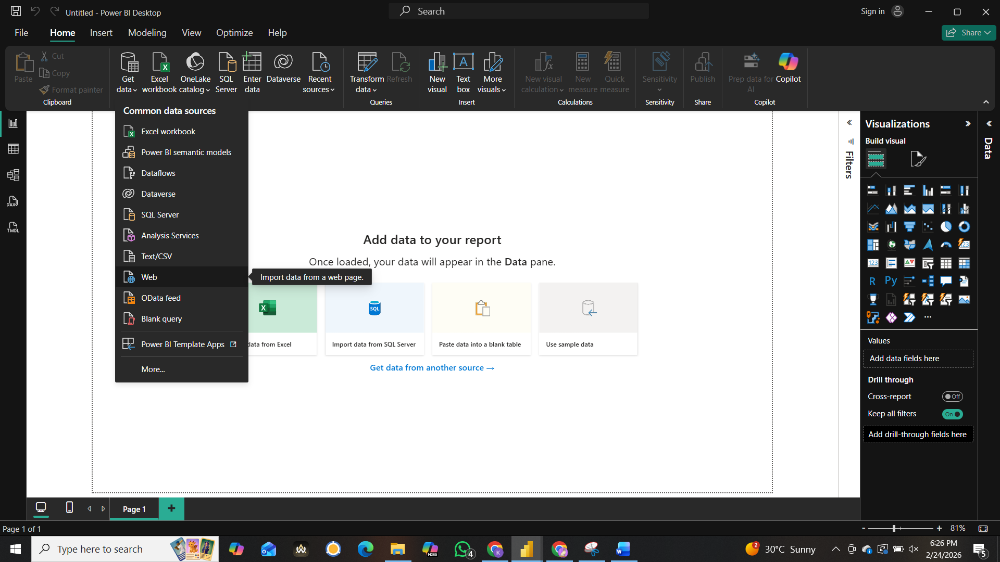 Untitled - Power BI Desktop
Search
Sign in
File
Home
Insert
Modeling
View
Optimize
Help
Share
Paste
Cut
Copy
Format painter
Clipboard
Get
data
Excel
workbook
OneLake
catalog
SQL
Server
Enter
data
Dataverse
Recent
sources
Transform
data
Refresh
Queries
New
visual
Text
box
More
visuals
Insert
New visual
calculation
New
measure
Quick
measure
Calculations
Sensitivity
Sensitivity
Publish
Share
Prep data for
AI
Copilot
Copilot
Common data sources
Excel workbook
Power BI semantic models
Dataflows
Dataverse
SQL Server
Analysis Services
Text/CSV
Web
Import data from a web page.
OData feed
Blank query
Power BI Template Apps
More...
DAX
TMDL
Add data to your report
Once loaded, your data will appear in the Data pane.
SQL
data from Excel
Import data from SQL Server
Paste data into a blank table
Use sample data
Get data from another source →
Filters
Visualizations
Build visual
123
123
R
Py
Values
Add data fields here
Drill through
Cross-report
Off
Keep all filters
On
Add drill-through fields here
Data
Page 1
Page 1 of 1
- + 81%
Type here to search
M365
4
K
2
30°C Sunny
6:26 PM
2/24/2026
5